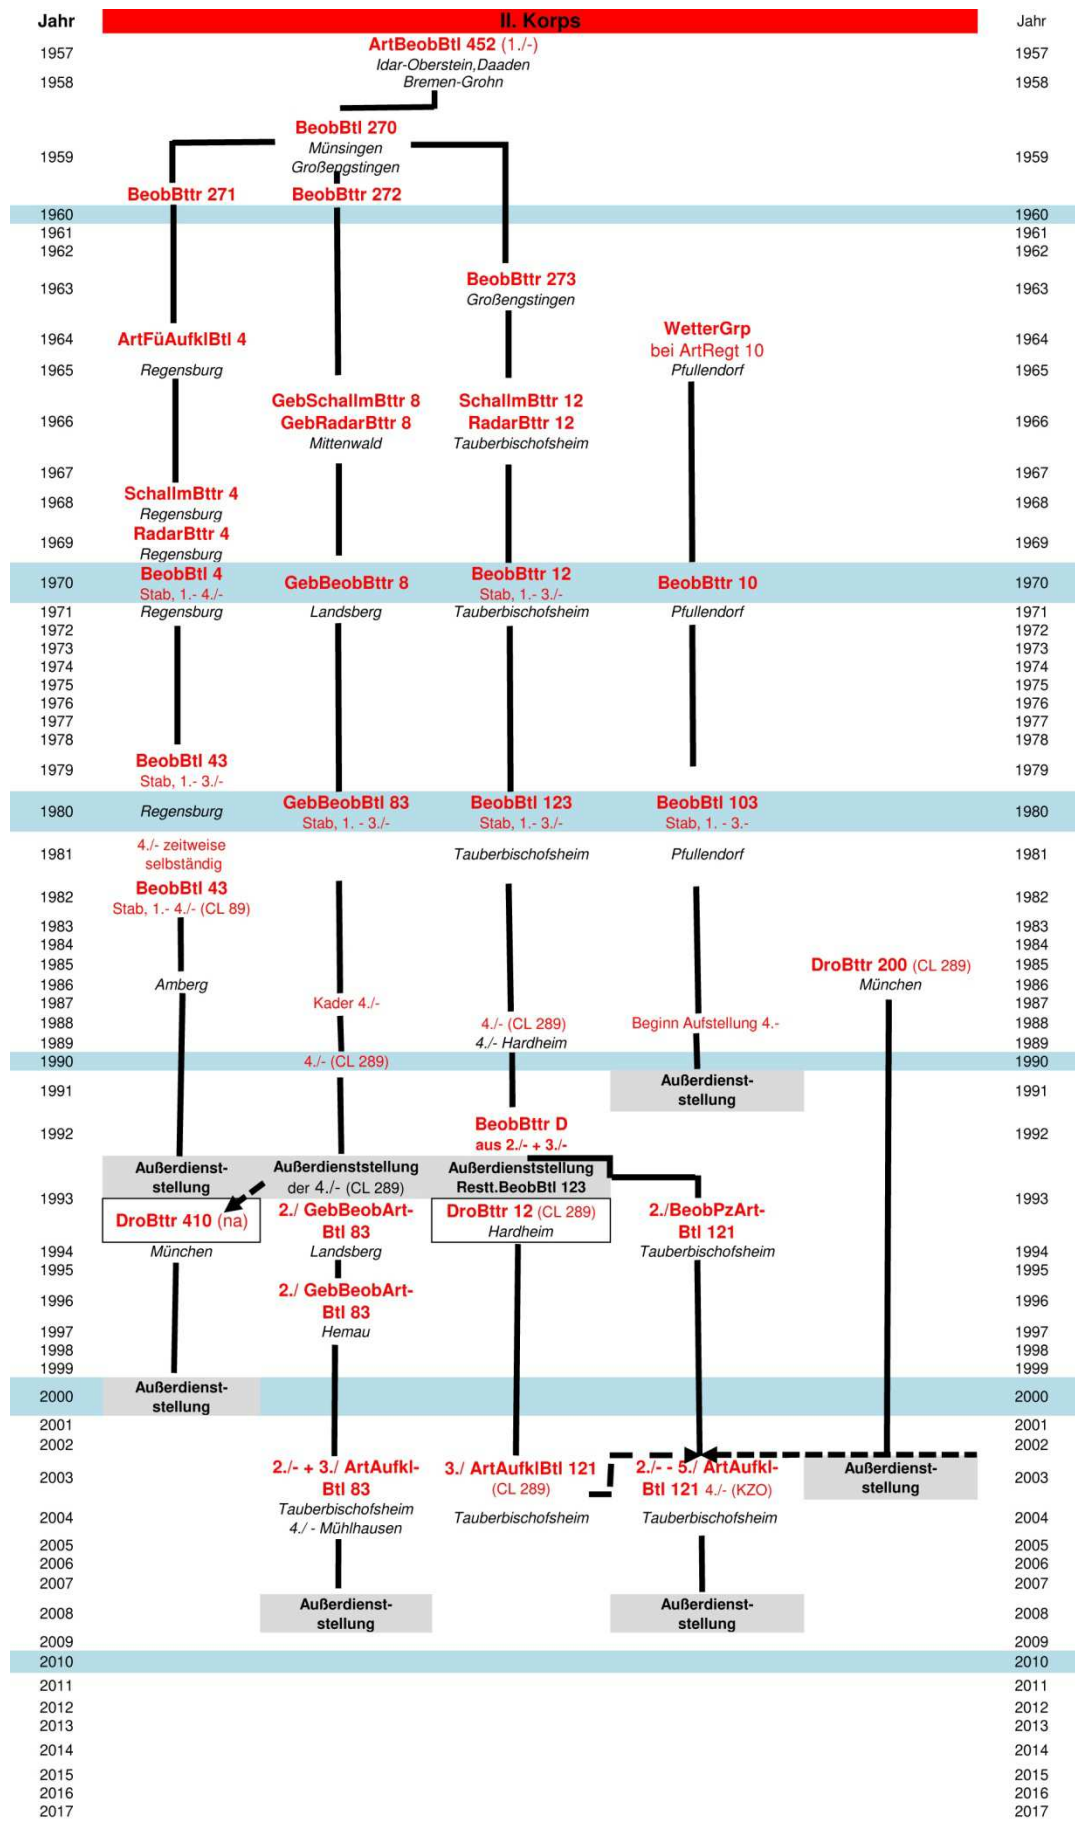 Jahr II. Korps Jahr
ArtBeobBtl 452 (1./-)
1957 1957
Idar-Oberstein,Daaden
1958 Bremen-Grohn 1958
BeobBtl 270
Münsingen
1959 1959
Großengstingen
BeobBttr 271 BeobBttr 272
1960 1960
1961 1961
1962 1962
BeobBttr 273
1963 1963
Großengstingen
WetterGrp
1964 ArtFüAufklBtl 4 1964
bei ArtRegt 10
1965 Regensburg Pfullendorf 1965
GebSchallmBttr 8 SchallmBttr 12
1966 GebRadarBttr 8 RadarBttr 12 1966
Mittenwald Tauberbischofsheim
1967 1967
SchallmBttr 4
1968 1968
Regensburg
RadarBttr 4
1969 1969
Regensburg
BeobBtl 4 BeobBttr 12
1970 GebBeobBttr 8 BeobBttr 10 1970
Stab, 1.- 4./- Stab, 1.- 3./-
1971 Regensburg Landsberg Tauberbischofsheim Pfullendorf 1971
1972 1972
1973 1973
1974 1974
1975 1975
1976 1976
1977 1977
1978 1978
BeobBtl 43
1979 1979
Stab, 1.- 3./-
GebBeobBtl 83 BeobBtl 123 BeobBtl 103
1980 Regensburg 1980
Stab, 1. - 3./- Stab, 1.- 3./- Stab, 1. - 3.-
4./- zeitweise
1981 Tauberbischofsheim Pfullendorf 1981
selbständig
BeobBtl 43
1982 1982
Stab, 1.- 4./- (CL 89)
1983 1983
1984 1984
1985 DroBttr 200 (CL 289) 1985
1986 Amberg München 1986
1987 Kader 4./- 1987
1988 4./- (CL 289) Beginn Aufstellung 4.- 1988
1989 4./- Hardheim 1989
1990 4./- (CL 289) 1990
Außerdienst-
1991 1991
stellung
BeobBttr D
1992 1992
aus 2./- + 3./-
Außerdienst- Außerdienststellung Außerdienststellung
stellung der 4./- (CL 289) Restt.BeobBtl 123
1993 1993
DroBttr 410 (na) 2./ GebBeobArt- DroBttr 12 (CL 289) 2./BeobPzArt-
Btl 83 Hardheim Btl 121
1994 München Landsberg Tauberbischofsheim 1994
1995 1995
2./ GebBeobArt-
1996 1996
Btl 83
1997 Hemau 1997
1998 1998
1999 1999
Außerdienst-
2000 2000
stellung
2001 2001
2002 2002
2./- + 3./ ArtAufkl- 3./ ArtAufklBtl 121 2./- - 5./ ArtAufkl- Außerdienst-
2003 2003
Btl 83 (CL 289) Btl 121 4./- (KZO) stellung
Tauberbischofsheim
2004 Tauberbischofsheim Tauberbischofsheim 2004
4./ - Mühlhausen
2005 2005
2006 2006
2007 2007
Außerdienst- Außerdienst-
2008 2008
stellung stellung
2009 2009
2010 2010
2011 2011
2012 2012
2013 2013
2014 2014
2015 2015
2016 2016
2017 2017